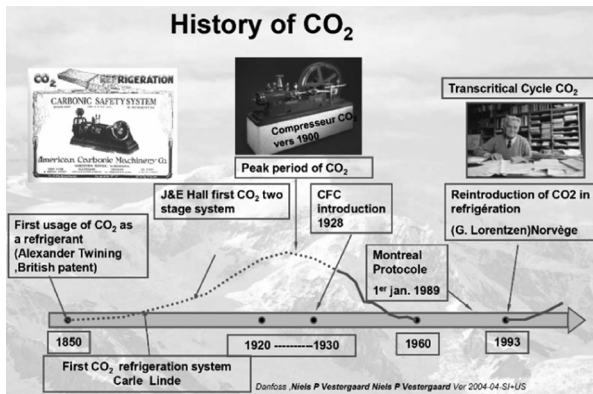 History of CO2
CO2 REFRIGERATION
CARBONIC SAFETY SYSTEM
American Carbonic Machinery Co.
Compresseur CO2
vers 1900
Transcritical Cycle CO2
Peak period of CO2
J&E Hall first CO2 two
stage system
CFC
introduction
1928
Reintroduction of CO2 in
refrigération
(G. Lorentzen)Norvège
First usage of CO2 as
a refrigerant
(Alexander Twining
,British patent)
Montreal
Protocole
1er jan. 1989
1850
1920 ----------1930
1960
1993
First CO2 refrigeration system
Carle Linde
Danfoss ,Niels P Vestergaard Niels P Vestergaard Ver 2004-04-SI+US